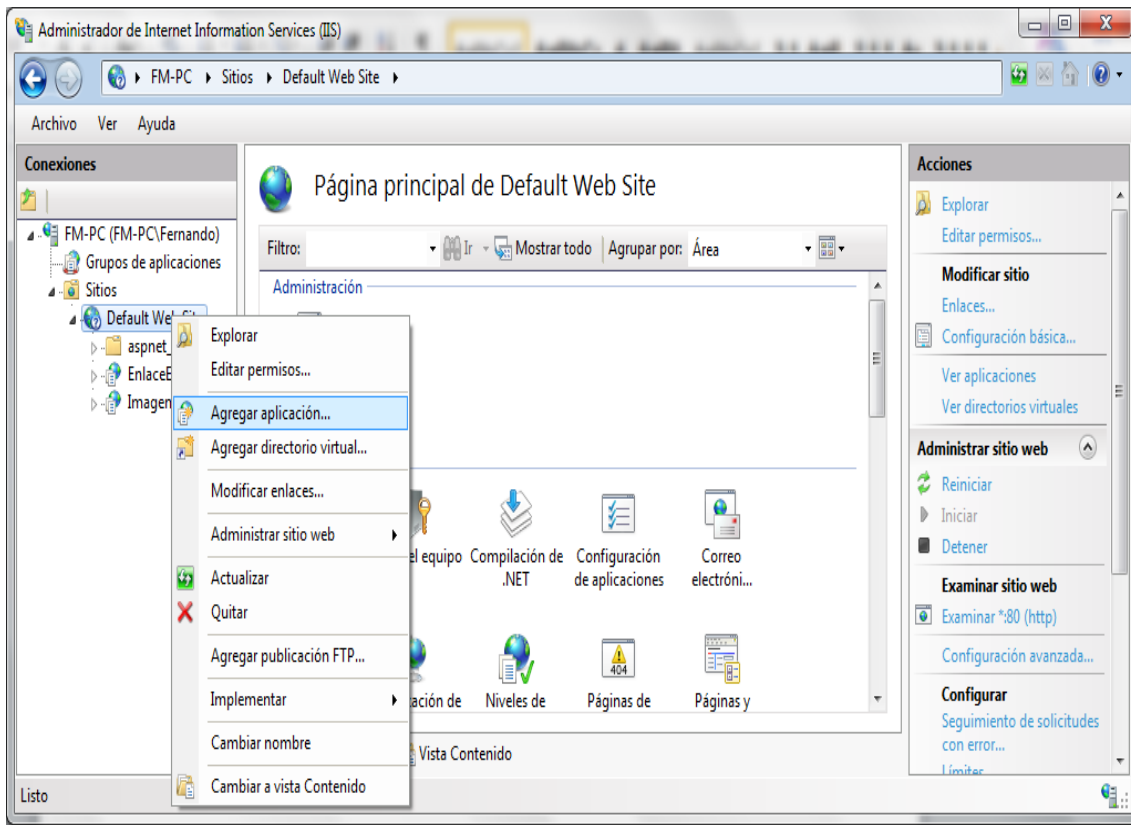 Administrador de Internet Information Services (IIS)
FM-PC Sitios Default Web Site
Archivo Ver Ayuda
Conexiones
FM-PC (FM-PC\Fernando)
Grupos de aplicaciones
Sitios
Default We
aspnet_
EnlaceE
Imagen
Explorar
Editar permisos...
Agregar aplicación...
Agregar directorio virtual...
Modificar enlaces...
Administrar sitio web
Actualizar
Quitar
Agregar publicación FTP...
Implementar
Cambiar nombre
Cambiar a vista Contenido
Página principal de Default Web Site
Filtro: Ir Mostrar todo Agrupar por: Área
Administración
el equipo Compilación de Configuración Correo
.NET de aplicaciones electróni...
404
ación de Niveles de Páginas de Páginas y
Vista Contenido
Acciones
Explorar
Editar permisos...
Modificar sitio
Enlaces...
Configuración básica...
Ver aplicaciones
Ver directorios virtuales
Administrar sitio web
Reiniciar
Iniciar
Detener
Examinar sitio web
Examinar *:80 (http)
Configuración avanzada...
Configurar
Seguimiento de solicitudes
con error...
Límites
Listo